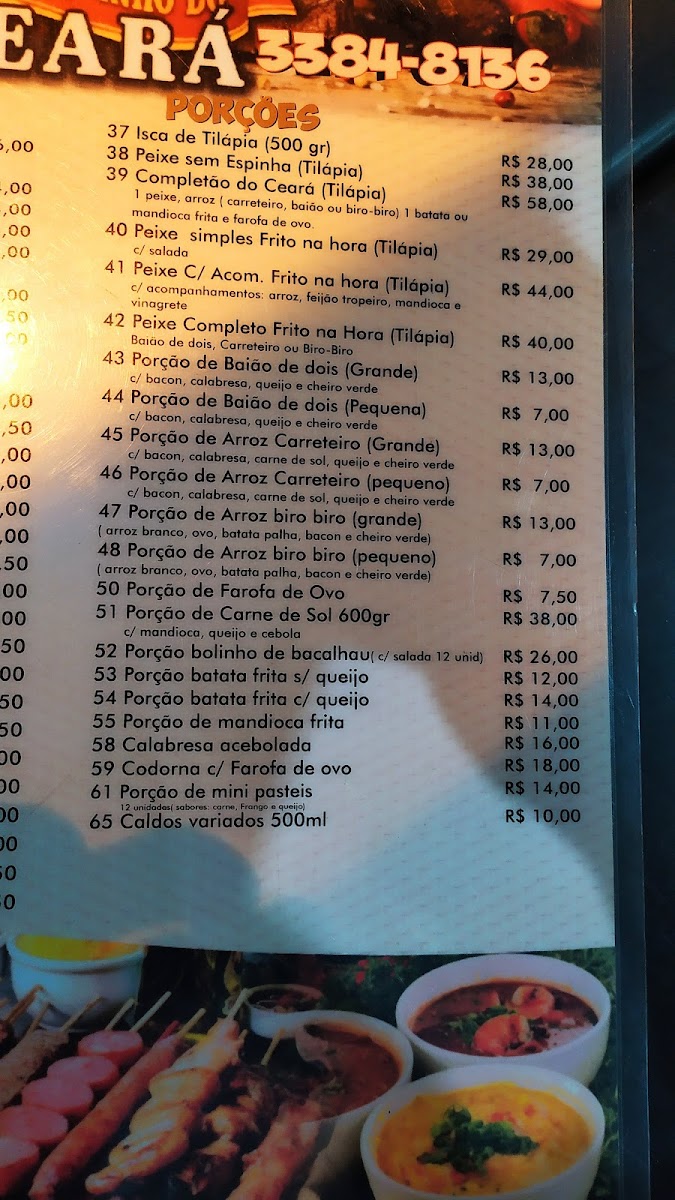 EARÁ 3384-8136
PORÇÕES
37 Isca de Tilápia (500 gr) R$ 28,00
38 Peixe sem Espinha (Tilápia) R$ 38,00
39 Completão do Ceará (Tilápia) R$ 58,00
1 peixe, arroz ( carreteiro, baião ou biro-biro) 1 batata ou
mandioca frita e farofa de ovo.
40 Peixe simples Frito na hora (Tilápia) R$ 29,00
c/ salada
41 Peixe C/ Acom. Frito na hora (Tilápia) R$ 44,00
c/ acompanhamentos: arroz, feijão tropeiro, mandioca e
vinagrete
42 Peixe Completo Frito na Hora (Tilápia) R$ 40,00
Baião de dois, Carreteiro ou Biro-Biro
43 Porção de Baião de dois (Grande) R$ 13,00
c/ bacon, calabresa, queijo e cheiro verde
44 Porção de Baião de dois (Pequena) R$ 7,00
c/ bacon, calabresa, queijo e cheiro verde
45 Porção de Arroz Carreteiro (Grande) R$ 13,00
c/ bacon, calabresa, carne de sol, queijo e cheiro verde
46 Porção de Arroz Carreteiro (pequeno) R$ 7,00
c/ bacon, calabresa, carne de sol, queijo e cheiro verde
47 Porção de Arroz biro biro (grande) R$ 13,00
( arroz branco, ovo, batata palha, bacon e cheiro verde)
48 Porção de Arroz biro biro (pequeno) R$ 7,00
( arroz branco, ovo, batata palha, bacon e cheiro verde)
50 Porção de Farofa de Ovo R$ 7,50
51 Porção de Carne de Sol 600gr R$ 38,00
c/ mandioca, queijo e cebola
52 Porção bolinho de bacalhau( c/ salada 12 unid) R$ 26,00
53 Porção batata frita s/ queijo R$ 12,00
54 Porção batata frita c/ queijo R$ 14,00
55 Porção de mandioca frita R$ 11,00
58 Calabresa acebolada R$ 16,00
59 Codorna c/ Farofa de ovo R$ 18,00
61 Porção de mini pasteis R$ 14,00
12 unidades( sabores: carne, Frango e queijo)
65 Caldos variados 500ml R$ 10,00